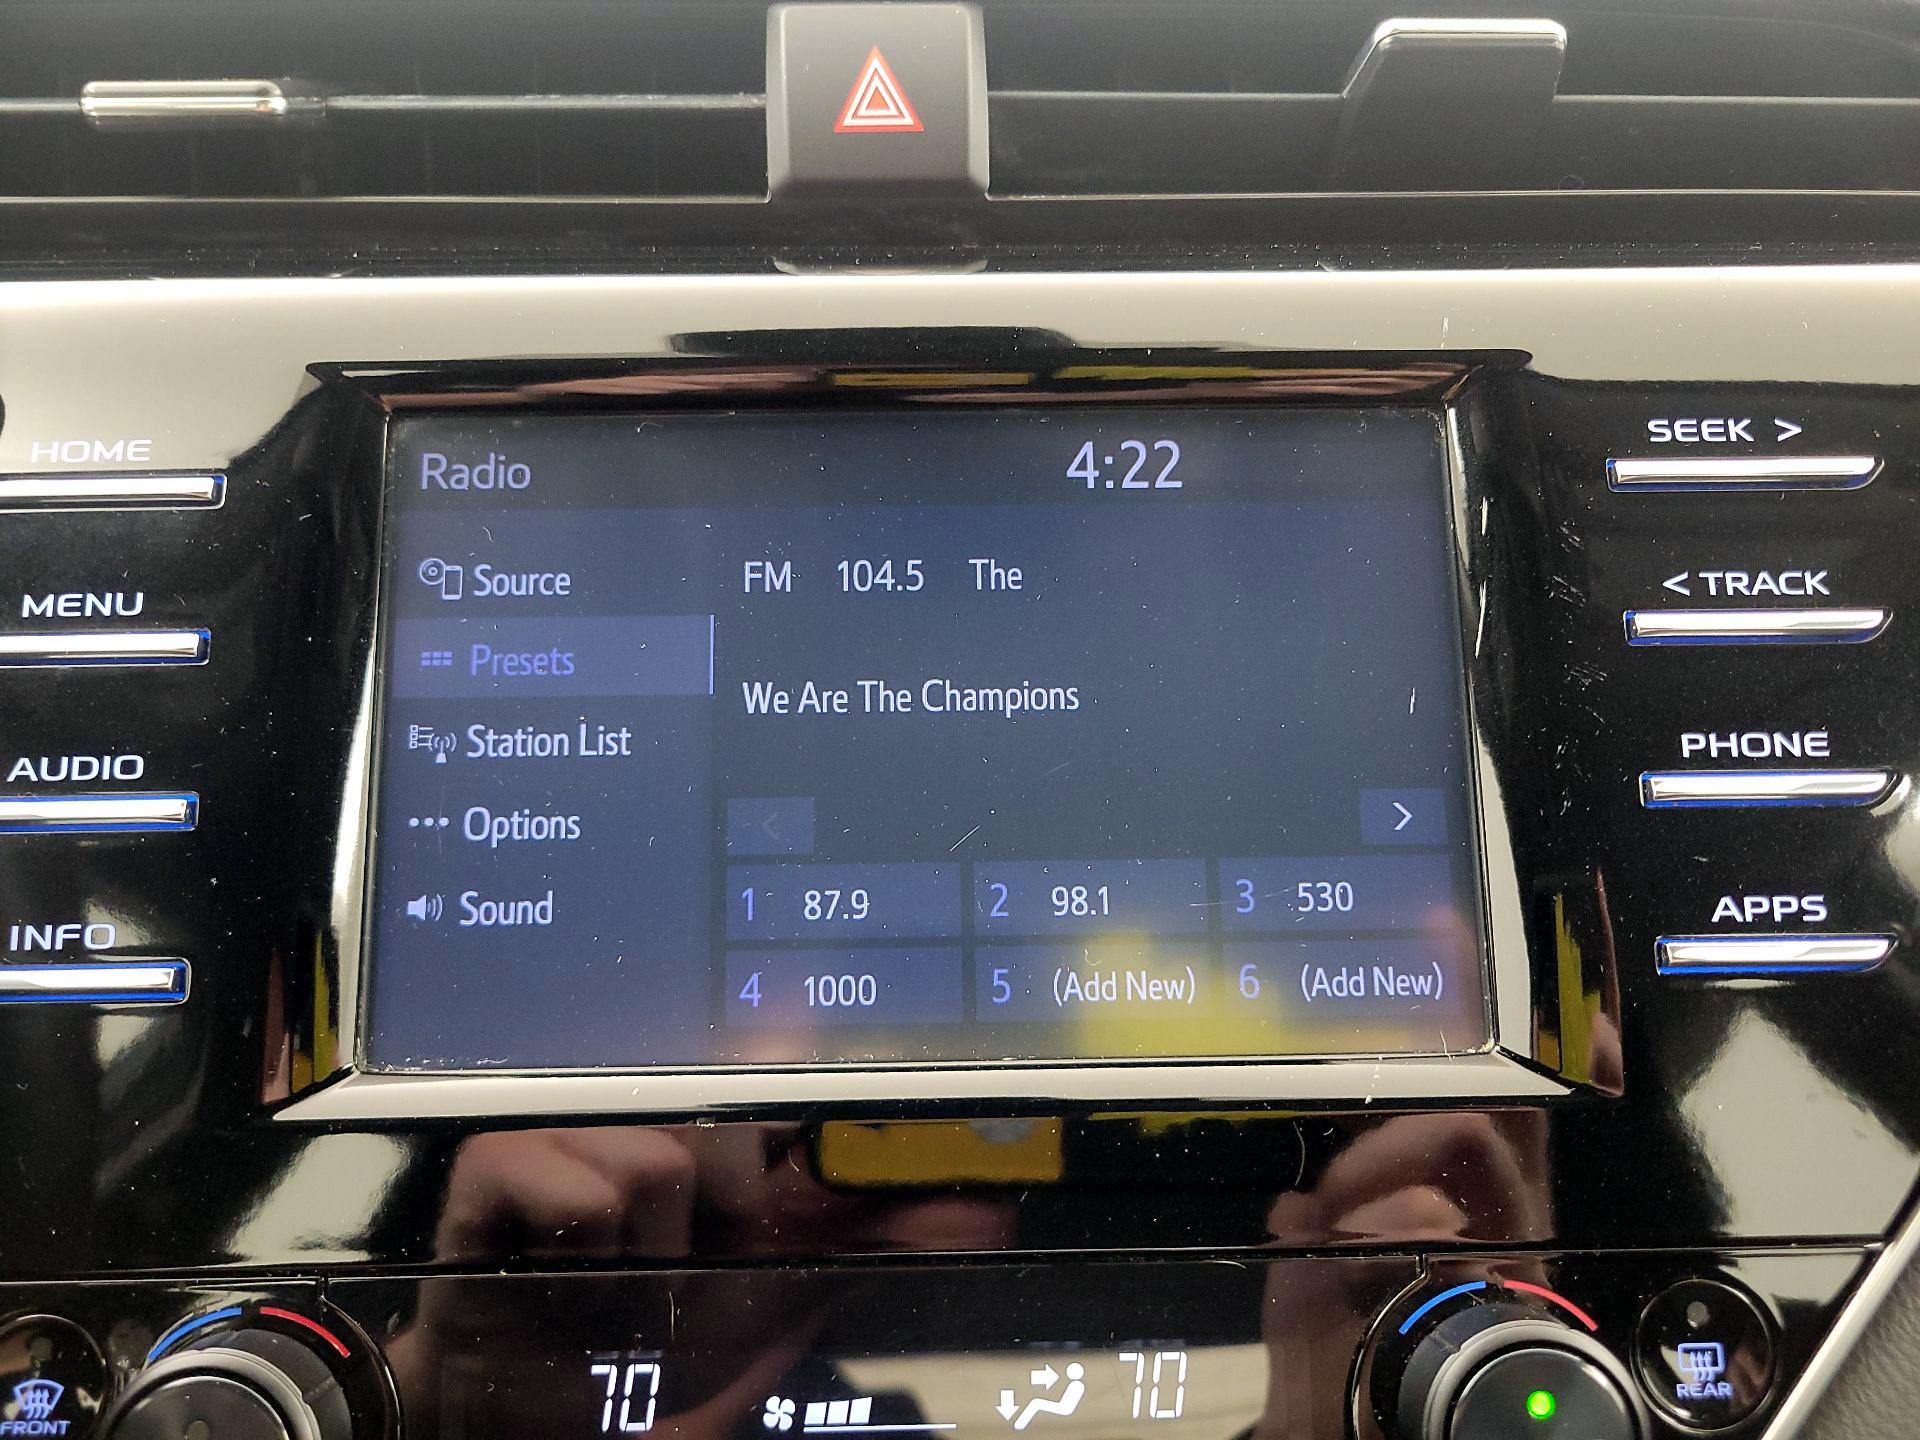 HOME
MENU
AUDIO
INFO
Radio
4:22
Source
Presets
Station List
Options
Sound
FM 104.5 The
We Are The Champions
<
>
1 87.9 2 98.1 3 530
4 1000 5 (Add New) 6 (Add New)
SEEK >
< TRACK
PHONE
APPS
FRONT
70
70
REAR